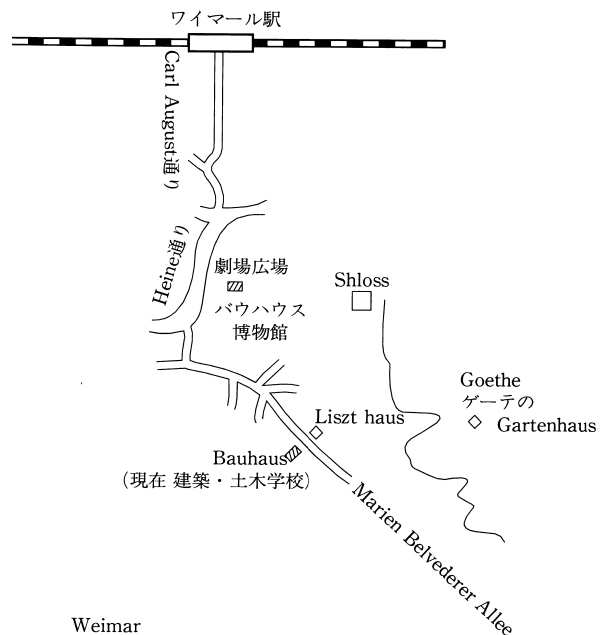 ワイマール駅
Carl August通り
Heine通り
劇場広場
バウハウス
博物館
Shloss
Goethe
ゲーテの
Gartenhaus
Liszt haus
Bauhaus
（現在 建築・土木学校）
Marien Belvederer Allee
Weimar